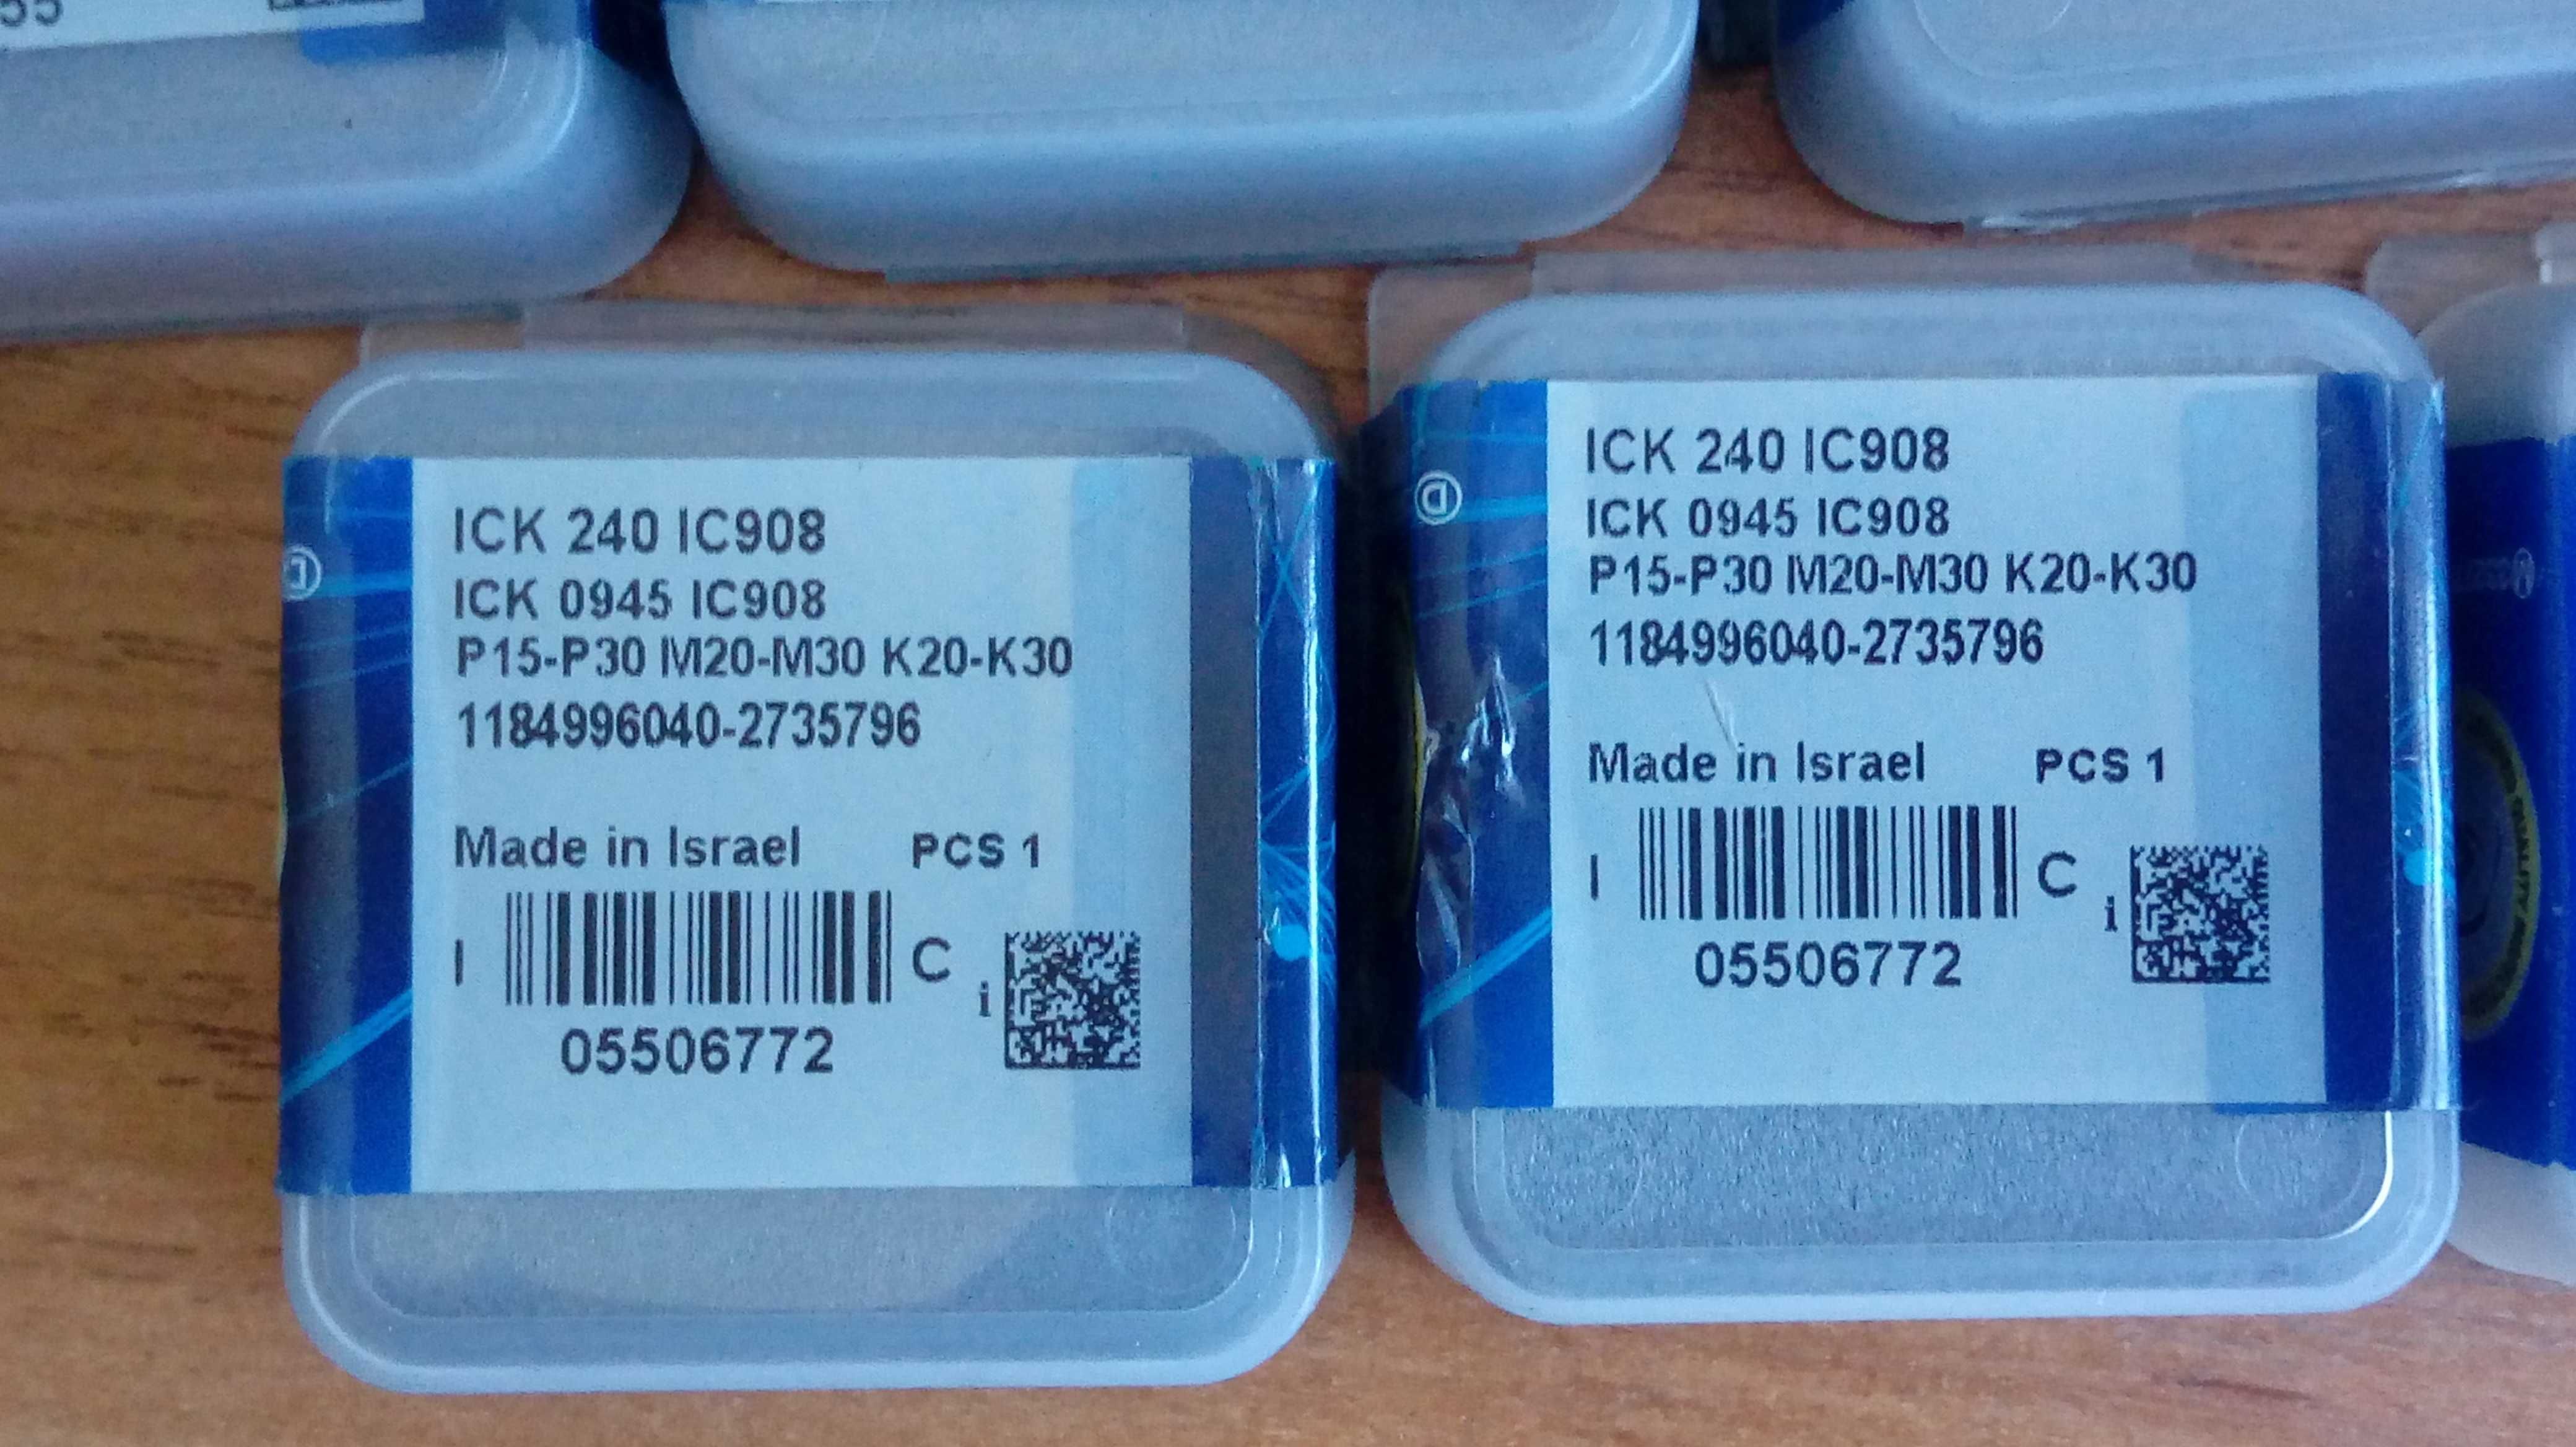 55
ICK 240 IC908
ICK 0945 IC908
P15-P30 M20-M30 K20-K30
1184996040-2735796
Made in Israel PCS 1
I C i
05506772
ICK 240 IC908
ICK 0945 IC908
P15-P30 M20-M30 K20-K30
1184996040-2735796
Made in Israel PCS 1
I C i
05506772